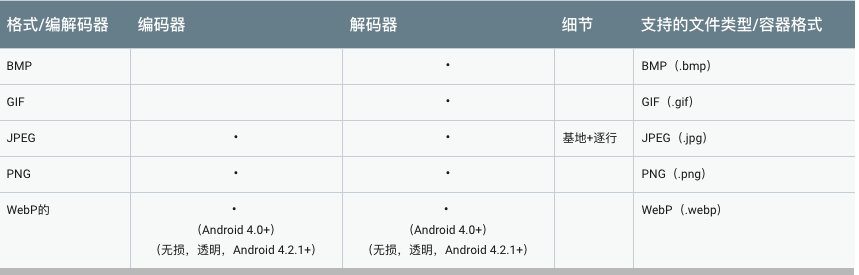 格式/编解码器 编码器 解码器 细节 支持的文件类型/容器格式
BMP • BMP（.bmp）
GIF • GIF（.gif）
JPEG • • 基地+逐行 JPEG（.jpg）
PNG • • PNG（.png）
WebP的 • • WebP（.webp）
（Android 4.0+） （Android 4.0+）
（无损，透明，Android 4.2.1+） （无损，透明，Android 4.2.1+）